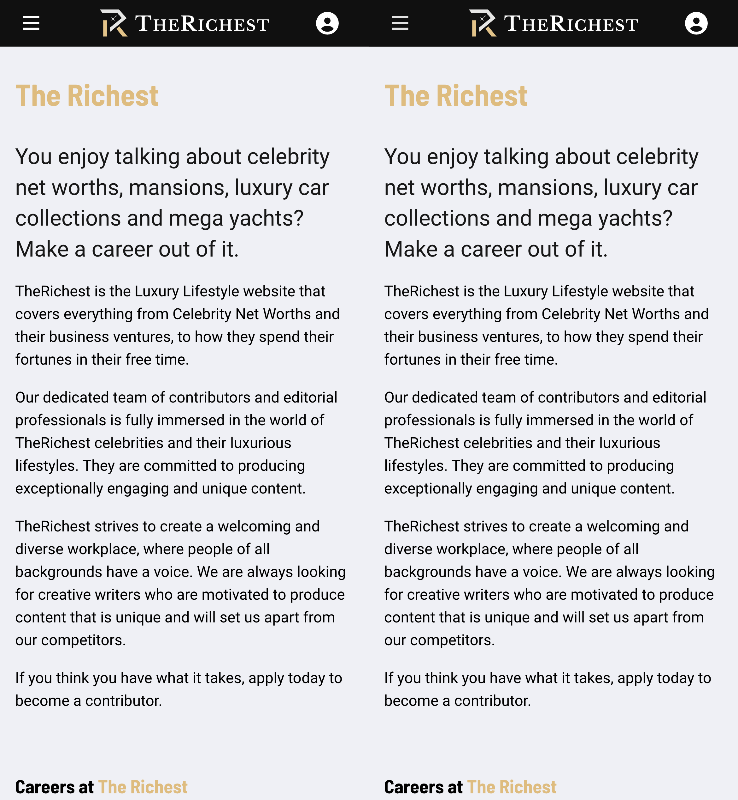 TheRichest
The Richest
You enjoy talking about celebrity
net worths, mansions, luxury car
collections and mega yachts?
Make a career out of it.
TheRichest is the Luxury Lifestyle website that
covers everything from Celebrity Net Worths and
their business ventures, to how they spend their
fortunes in their free time.
Our dedicated team of contributors and editorial
professionals is fully immersed in the world of
TheRichest celebrities and their luxurious
lifestyles. They are committed to producing
exceptionally engaging and unique content.
TheRichest strives to create a welcoming and
diverse workplace, where people of all
backgrounds have a voice. We are always looking
for creative writers who are motivated to produce
content that is unique and will set us apart from
our competitors.
If you think you have what it takes, apply today to
become a contributor.
Careers at The Richest
TheRichest
The Richest
You enjoy talking about celebrity
net worths, mansions, luxury car
collections and mega yachts?
Make a career out of it.
TheRichest is the Luxury Lifestyle website that
covers everything from Celebrity Net Worths and
their business ventures, to how they spend their
fortunes in their free time.
Our dedicated team of contributors and editorial
professionals is fully immersed in the world of
TheRichest celebrities and their luxurious
lifestyles. They are committed to producing
exceptionally engaging and unique content.
TheRichest strives to create a welcoming and
diverse workplace, where people of all
backgrounds have a voice. We are always looking
for creative writers who are motivated to produce
content that is unique and will set us apart from
our competitors.
If you think you have what it takes, apply today to
become a contributor.
Careers at The Richest